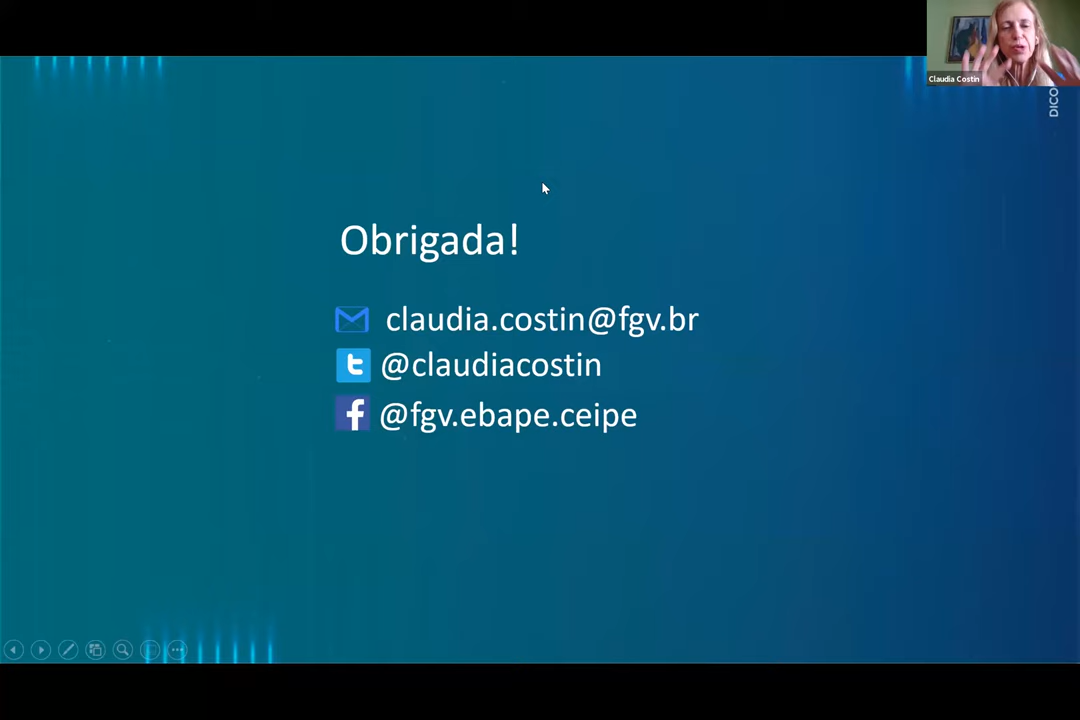 Claudia Costin
Obrigada!
claudia.costin@fgv.br
@claudiacostin
@fgv.ebape.ceipe